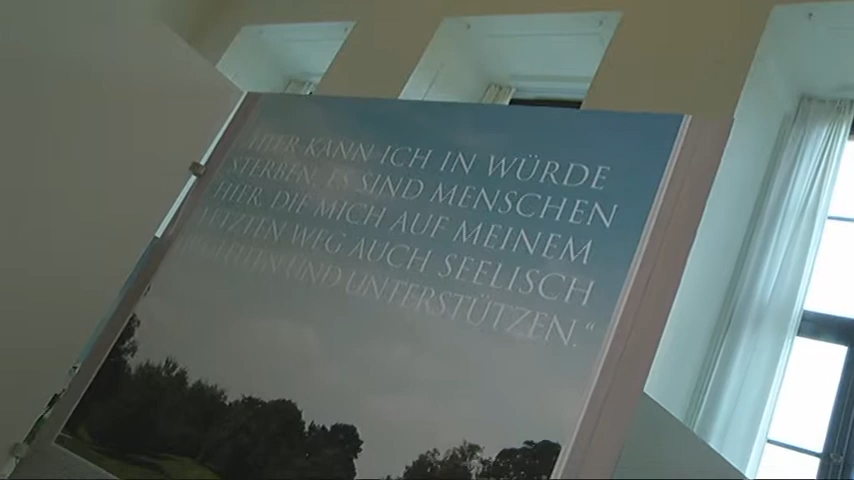 HIER KANN ICH IN WÜRDE
STERBEN. ES SIND MENSCHEN
HIER, DIE MICH AUF MEINEM
LETZTEN WEG AUCH SEELISCH
BEGLEITEN UND UNTERSTÜTZEN.“